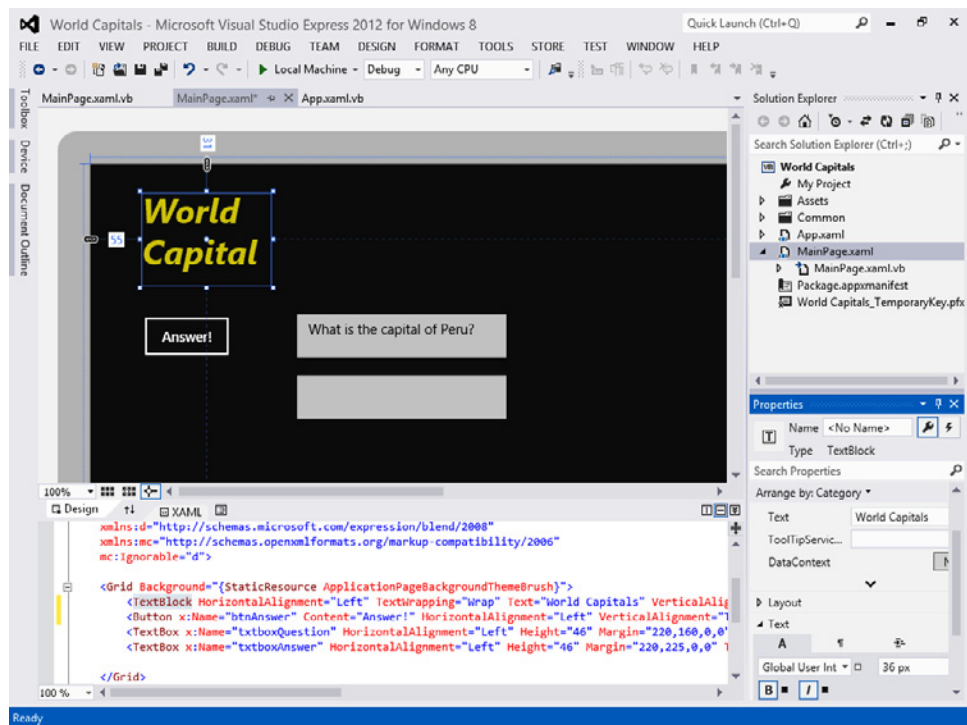 World Capitals - Microsoft Visual Studio Express 2012 for Windows 8
Quick Launch (Ctrl+Q)
FILE EDIT VIEW PROJECT BUILD DEBUG TEAM DESIGN FORMAT TOOLS STORE TEST WINDOW HELP
Local Machine Debug Any CPU
Toolbox
Device
Document Outline
MainPage.xaml.vb MainPage.xaml* App.xaml.vb
31
55
World
Capital
Answer!
What is the capital of Peru?
100%
Design XAML
xmlns:d="http://schemas.microsoft.com/expression/blend/2008"
xmlns:mc="http://schemas.openxmlformats.org/markup-compatibility/2006"
mc:Ignorable="d">
<Grid Background="{StaticResource ApplicationPageBackgroundThemeBrush}">
<TextBlock HorizontalAlignment="Left" TextWrapping="Wrap" Text="World Capitals" VerticalAlig
<Button x:Name="btnAnswer" Content="Answer!" HorizontalAlignment="Left" VerticalAlignment="T
<TextBox x:Name="txtboxQuestion" HorizontalAlignment="Left" Height="46" Margin="220,160,0,0"
<TextBox x:Name="txtboxAnswer" HorizontalAlignment="Left" Height="46" Margin="220,225,0,0" T
</Grid>
100 %
Solution Explorer
Search Solution Explorer (Ctrl+;)
VB World Capitals
My Project
Assets
Common
App.xaml
MainPage.xaml
MainPage.xaml.vb
Package.appxmanifest
World Capitals_TemporaryKey.pfx
Properties
Name <No Name>
Type TextBlock
Search Properties
Arrange by: Category
Text World Capitals
ToolTipServic...
DataContext N
Layout
Text
A ¶
Global User Int 36 px
B I
Ready